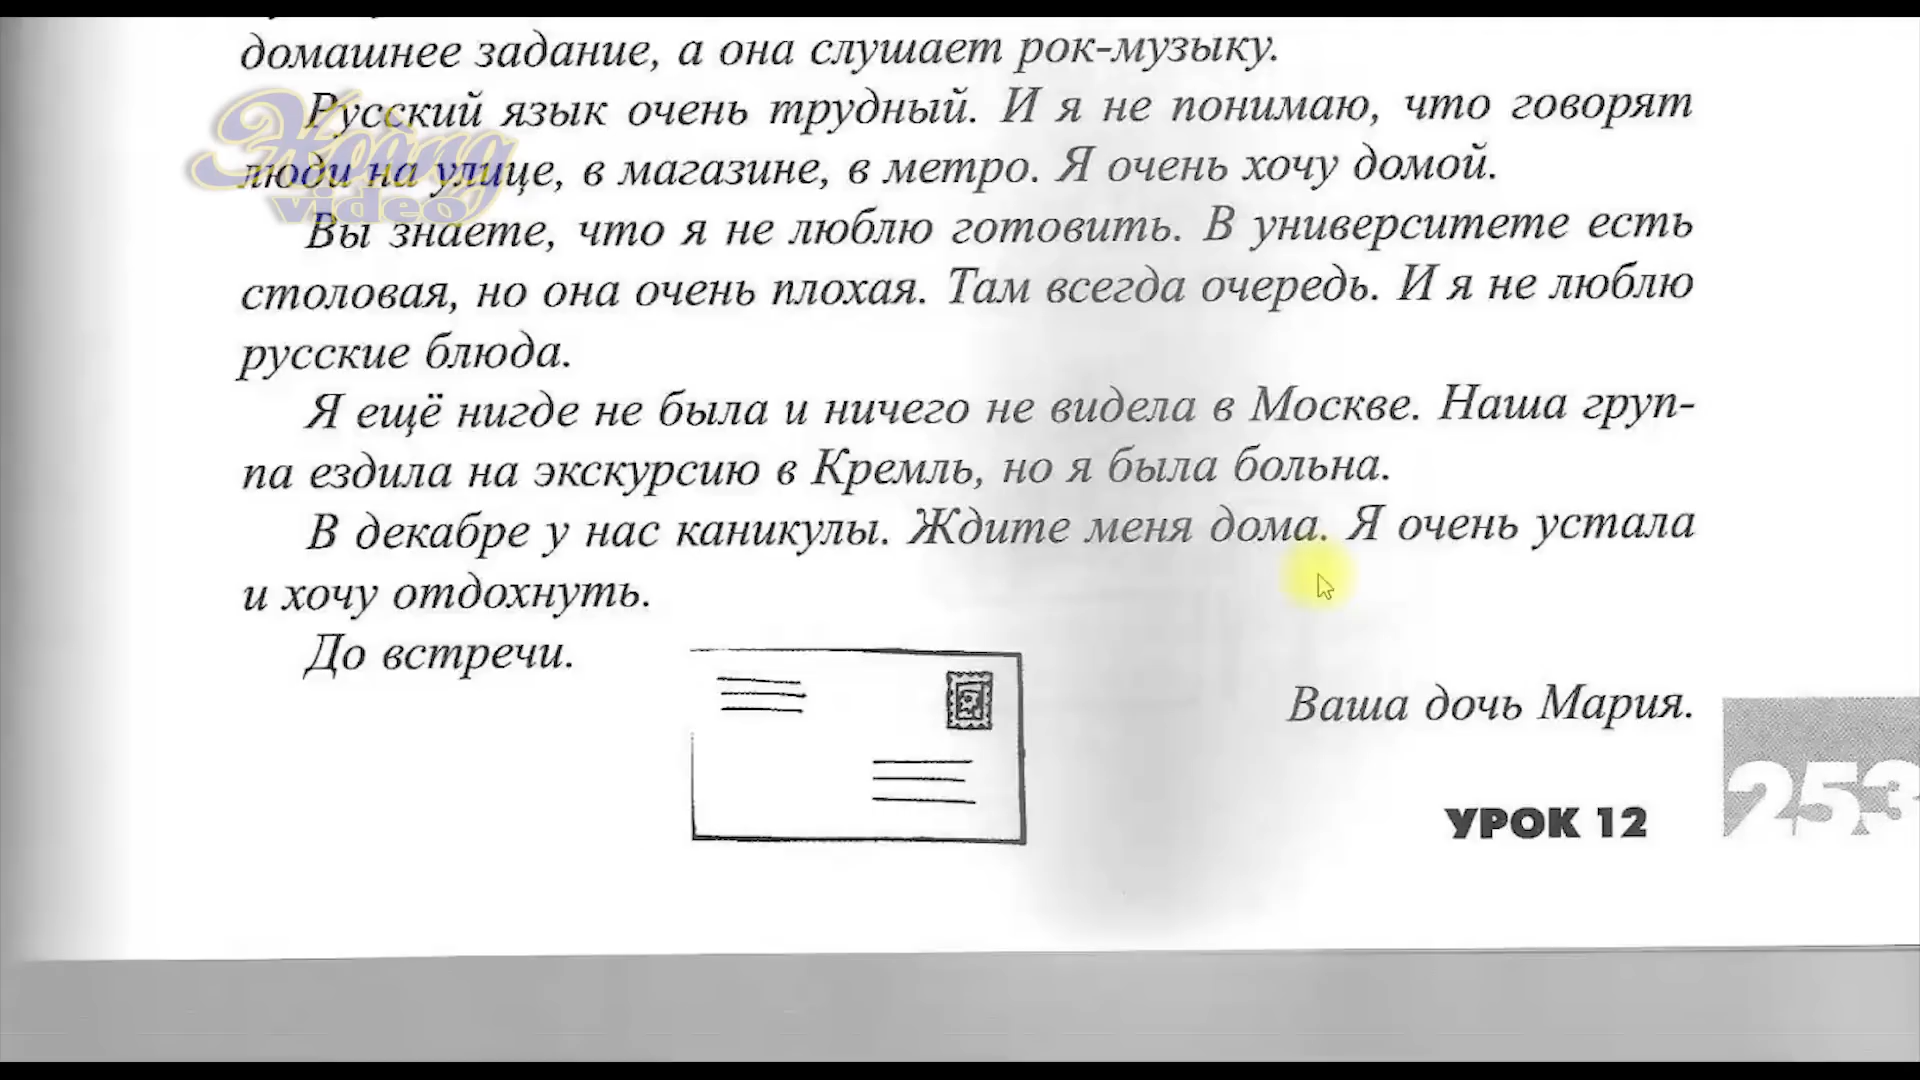 домашнее задание, а она слушает рок-музыку.
Русский язык очень трудный. И я не понимаю, что говорят
люди на улице, в магазине, в метро. Я очень хочу домой.
Вы знаете, что я не люблю готовить. В университете есть
столовая, но она очень плохая. Там всегда очередь. И я не люблю
русские блюда.
Я ещё нигде не была и ничего не видела в Москве. Наша груп-
па ездила на экскурсию в Кремль, но я была больна.
В декабре у нас каникулы. Ждите меня дома. Я очень устала
и хочу отдохнуть.
До встречи.
Ваша дочь Мария.
УРОК 12
253
Hoàng
video